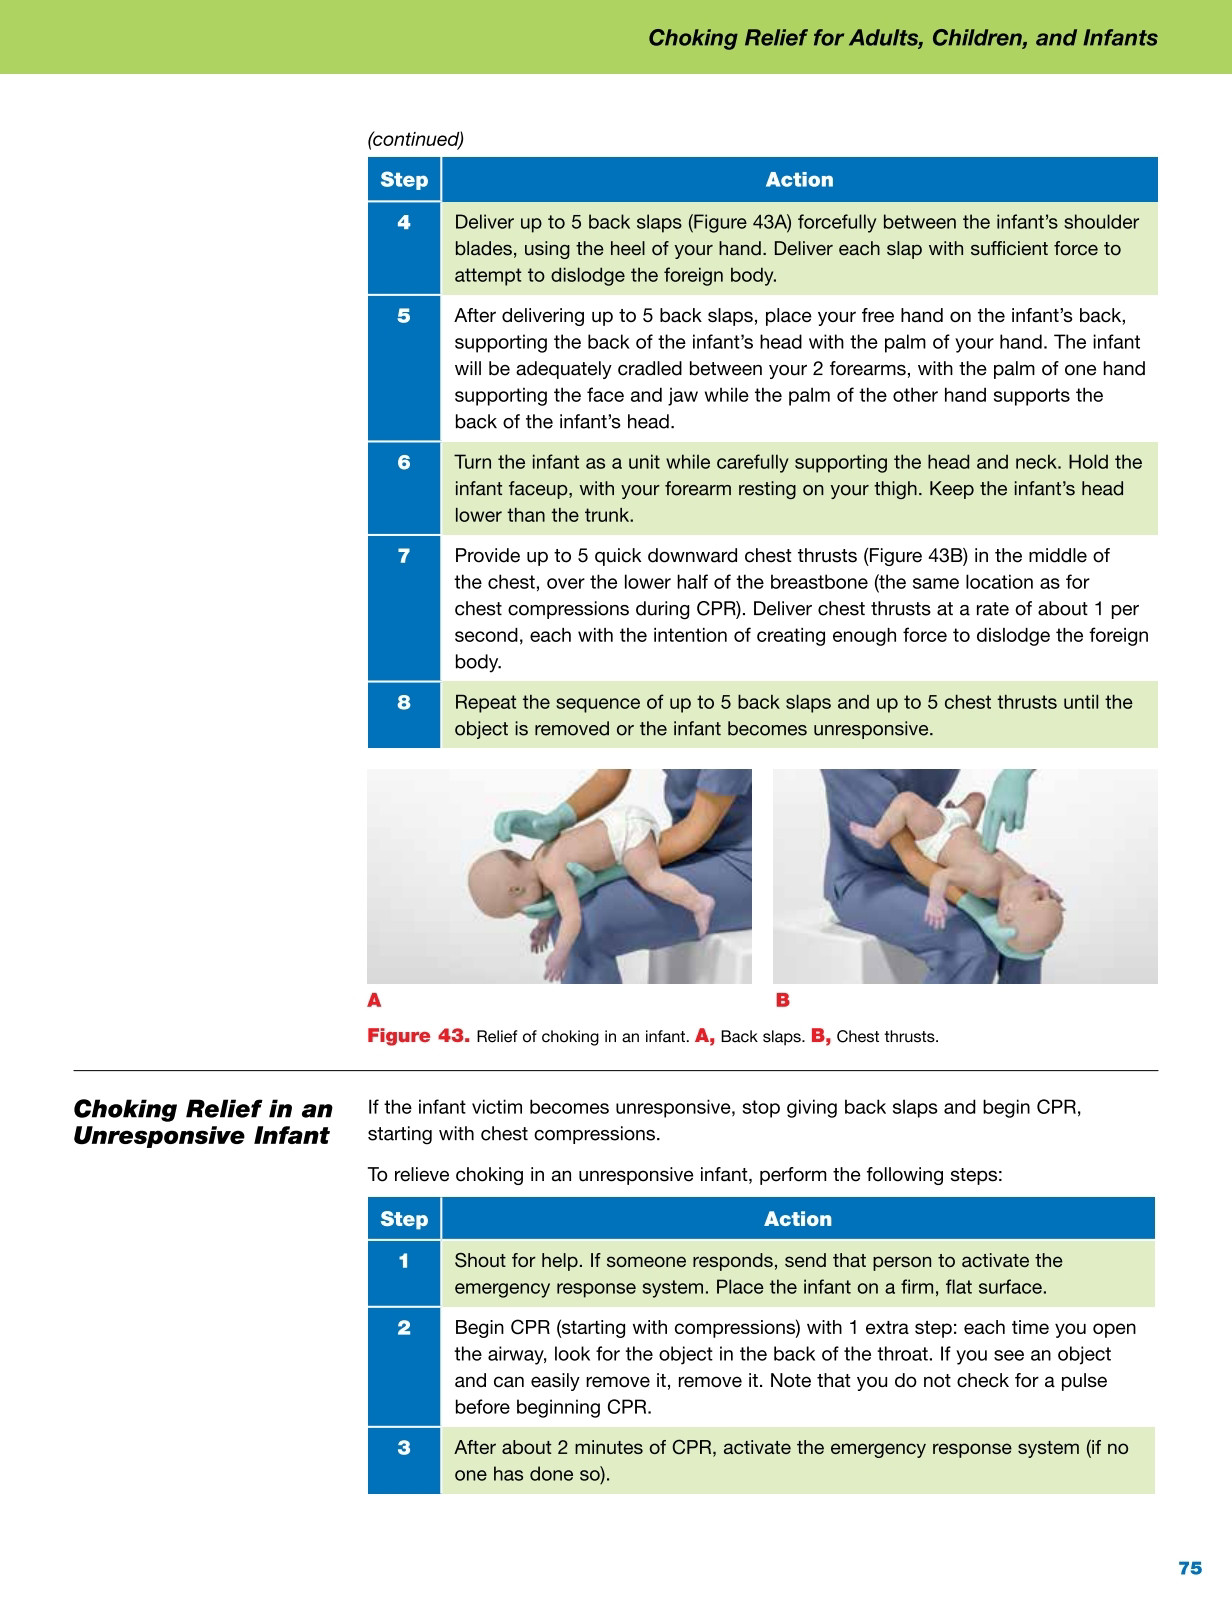 Choking Relief for Adults, Children, and Infants
(continued)
Step Action
4 Deliver up to 5 back slaps (Figure 43A) forcefully between the infant’s shoulder
blades, using the heel of your hand. Deliver each slap with sufficient force to
attempt to dislodge the foreign body.
5 After delivering up to 5 back slaps, place your free hand on the infant’s back,
supporting the back of the infant’s head with the palm of your hand. The infant
will be adequately cradled between your 2 forearms, with the palm of one hand
supporting the face and jaw while the palm of the other hand supports the
back of the infant’s head.
6 Turn the infant as a unit while carefully supporting the head and neck. Hold the
infant faceup, with your forearm resting on your thigh. Keep the infant’s head
lower than the trunk.
7 Provide up to 5 quick downward chest thrusts (Figure 43B) in the middle of
the chest, over the lower half of the breastbone (the same location as for
chest compressions during CPR). Deliver chest thrusts at a rate of about 1 per
second, each with the intention of creating enough force to dislodge the foreign
body.
8 Repeat the sequence of up to 5 back slaps and up to 5 chest thrusts until the
object is removed or the infant becomes unresponsive.
A B
Figure 43. Relief of choking in an infant. A, Back slaps. B, Chest thrusts.
Choking Relief in an
Unresponsive Infant
If the infant victim becomes unresponsive, stop giving back slaps and begin CPR,
starting with chest compressions.
To relieve choking in an unresponsive infant, perform the following steps:
Step Action
1 Shout for help. If someone responds, send that person to activate the
emergency response system. Place the infant on a firm, flat surface.
2 Begin CPR (starting with compressions) with 1 extra step: each time you open
the airway, look for the object in the back of the throat. If you see an object
and can easily remove it, remove it. Note that you do not check for a pulse
before beginning CPR.
3 After about 2 minutes of CPR, activate the emergency response system (if no
one has done so).
75